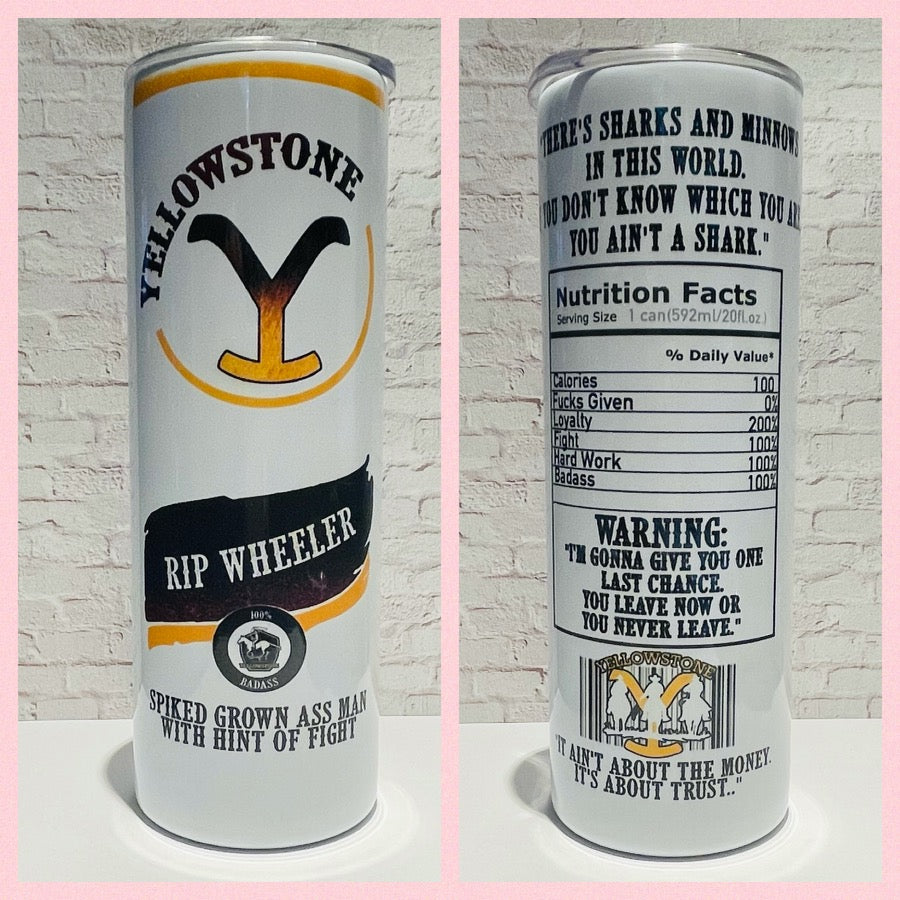 YELLOWSTONE
Y
RIP WHEELER
100%
BADASS
SPIKED GROWN ASS MAN
WITH HINT OF FIGHT
THERE'S SHARKS AND MINNOWS
IN THIS WORLD.
YOU DON'T KNOW WHICH YOU ARE
YOU AIN'T A SHARK."
Nutrition Facts
Serving Size 1 can(592ml/20fl.oz.)
% Daily Value*
Calories 100
Fucks Given 0%
Loyalty 200%
Fight 100%
Hard Work 100%
Badass 100%
WARNING:
"I'M GONNA GIVE YOU ONE
LAST CHANCE.
YOU LEAVE NOW OR
YOU NEVER LEAVE."
YELLOWSTONE
Y
"IT AIN'T ABOUT THE MONEY.
IT'S ABOUT TRUST.."